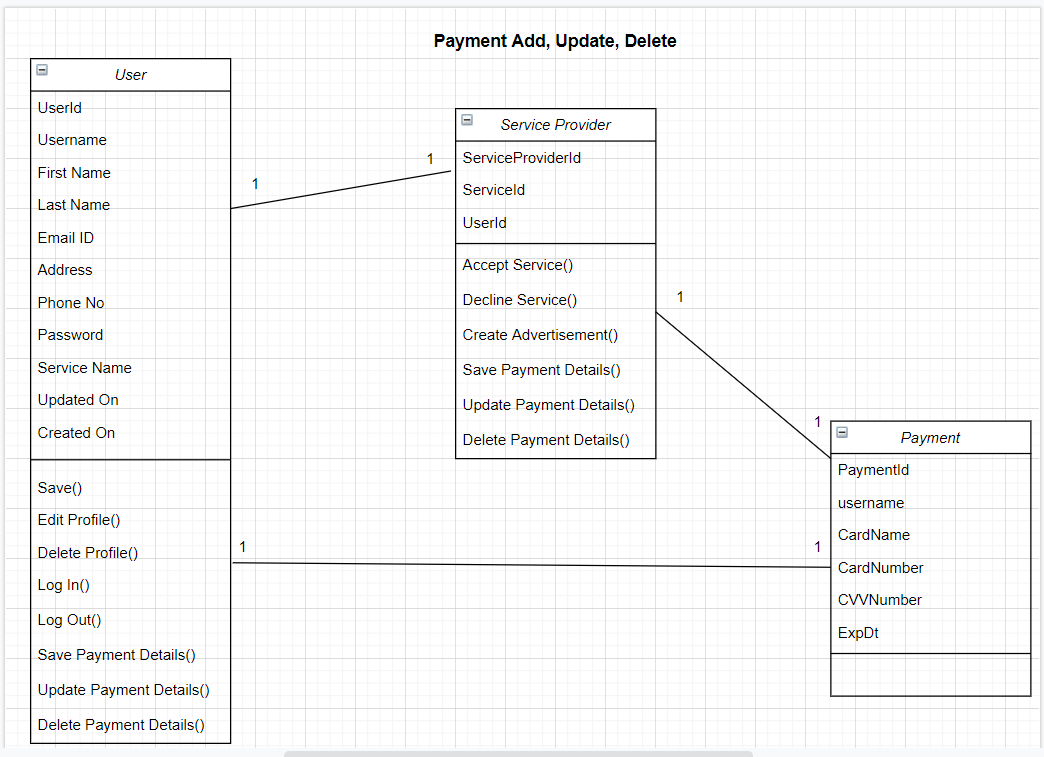 Payment Add, Update, Delete
User
UserId
Username
First Name
Last Name
Email ID
Address
Phone No
Password
Service Name
Updated On
Created On
Save()
Edit Profile()
Delete Profile()
Log In()
Log Out()
Save Payment Details()
Update Payment Details()
Delete Payment Details()
1
1
Service Provider
ServiceProviderId
ServiceId
UserId
Accept Service()
Decline Service()
Create Advertisement()
Save Payment Details()
Update Payment Details()
Delete Payment Details()
1
1
1
1
Payment
PaymentId
username
CardName
CardNumber
CVVNumber
ExpDt